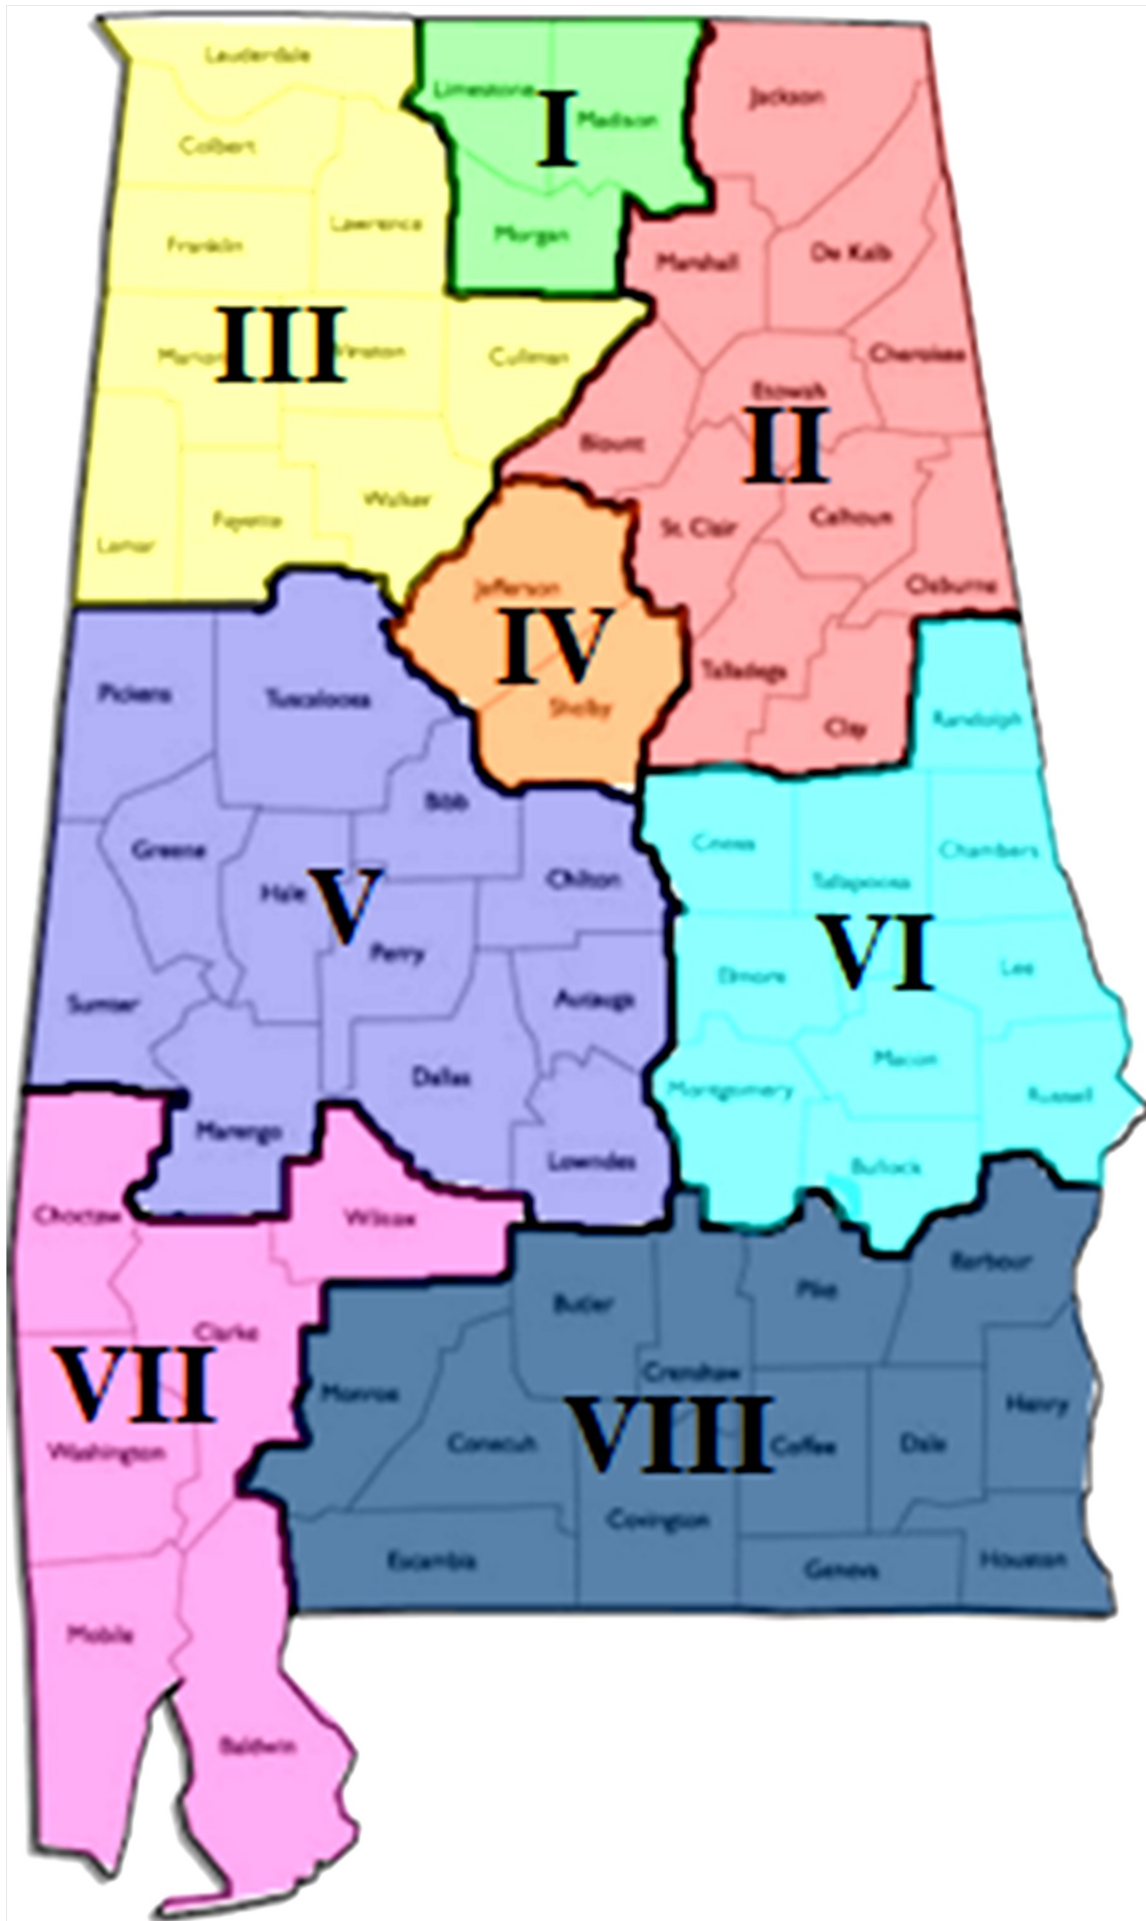 Lauderdale
Limestone
I
Madison
Jackson
Colbert
Lawrence
Franklin
Morgan
Marshall
De Kalb
III
Marion
Winston
Cullman
Cherokee
Etowah
II
Blount
Walker
Fayette
Lamar
St. Clair
Calhoun
Cleburne
Jefferson
IV
Shelby
Talladega
Clay
Randolph
Pickens
Tuscaloosa
Bibb
Greene
Hale
V
Chilton
Perry
Coosa
Tallapoosa
Chambers
VI
Elmore
Lee
Sumter
Autauga
Dallas
Macon
Montgomery
Russell
Marengo
Lowndes
Bullock
Choctaw
Wilcox
Barbour
Butler
Pike
Clarke
VII
Monroe
Crenshaw
Henry
Washington
Conecuh
VIII
Coffee
Dale
Covington
Escambia
Geneva
Houston
Mobile
Baldwin